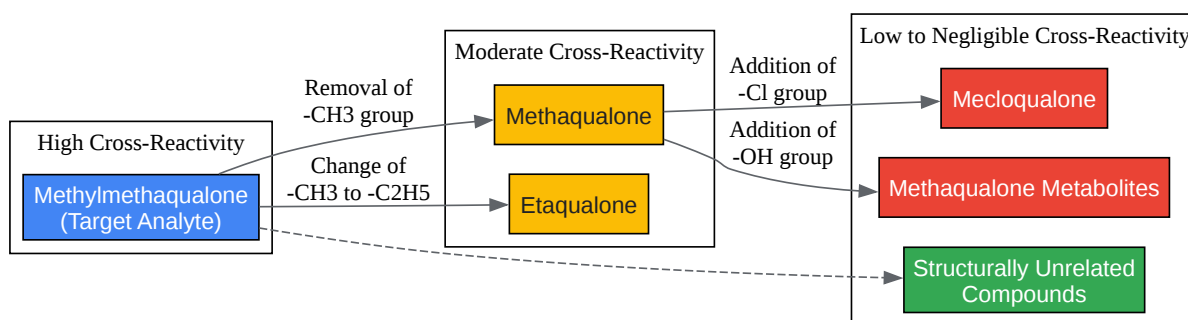 High Cross-Reactivity
Methylmethaqualone
(Target Analyte)
Removal of
-CH3 group
Change of
-CH3 to -C2H5
Moderate Cross-Reactivity
Methaqualone
Etaqualone
Addition of
-Cl group
Addition of
-OH group
Low to Negligible Cross-Reactivity
Mecloqualone
Methaqualone Metabolites
Structurally Unrelated
Compounds